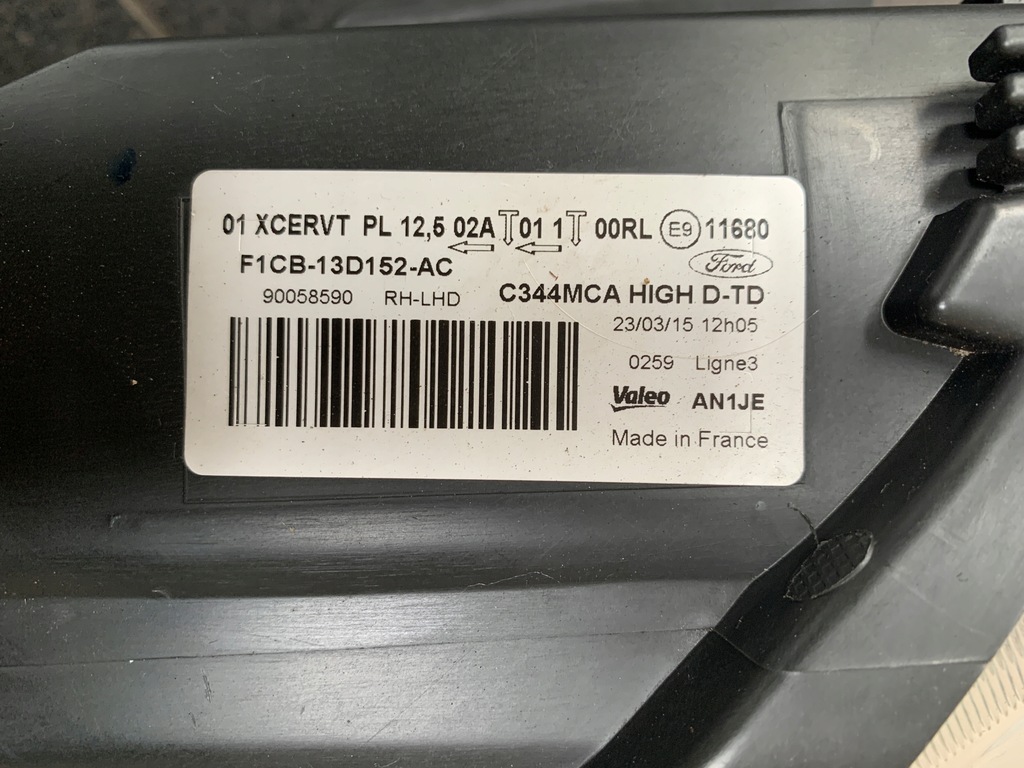 01 XCERVT PL 12,5 02A 01 1 00RL E9 11680
F1CB-13D152-AC Ford
90058590 RH-LHD C344MCA HIGH D-TD
23/03/15 12h05
0259 Ligne3
Valeo AN1JE
Made in France